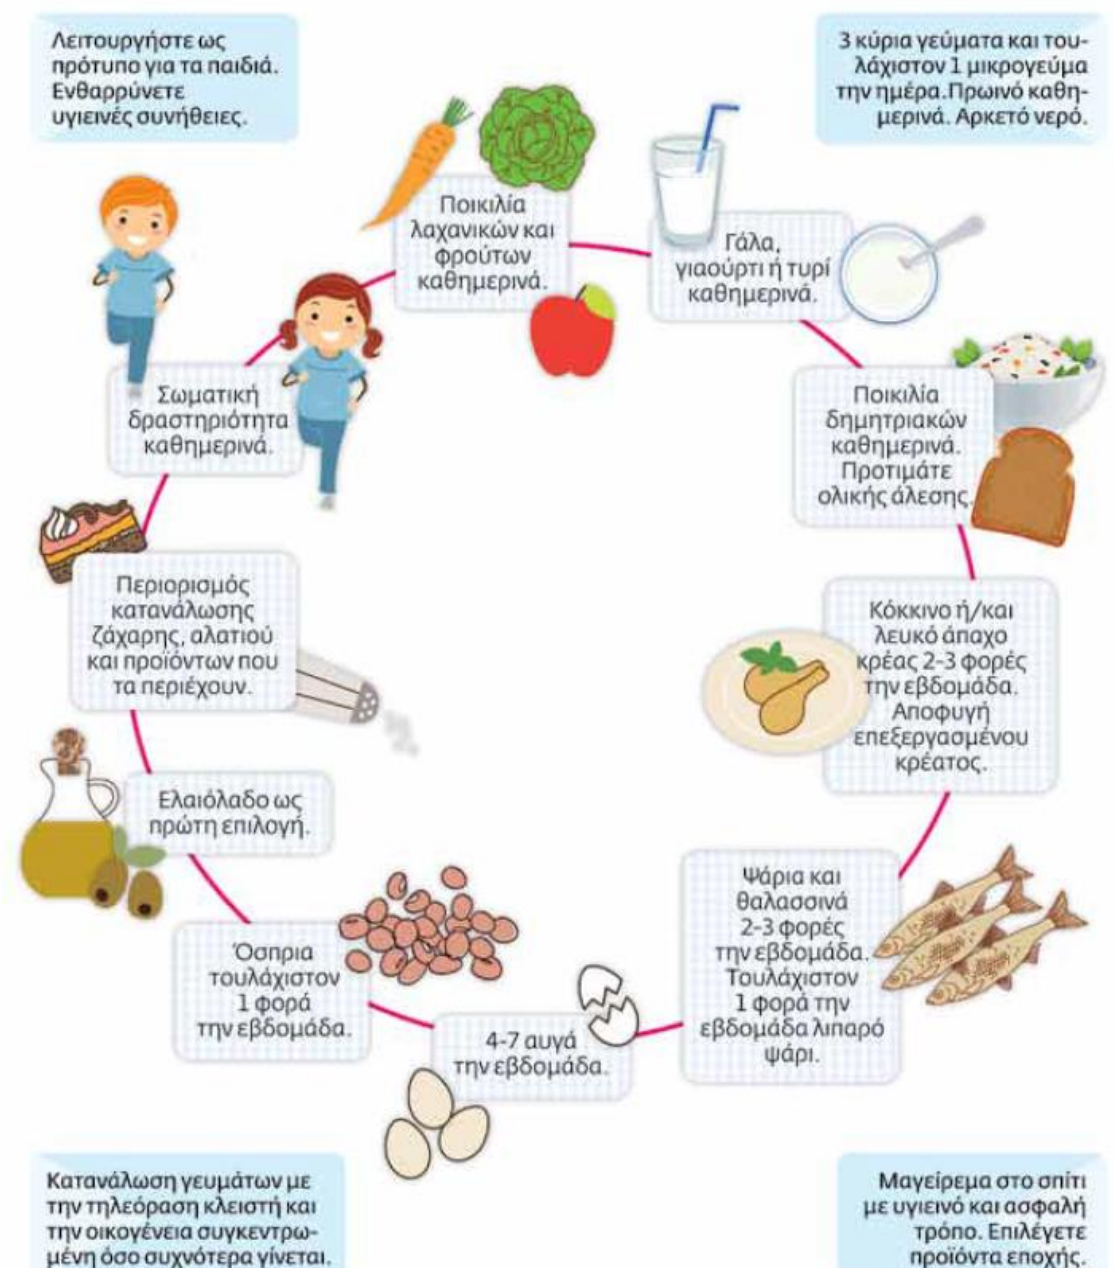 Λειτουργήστε ως
πρότυπο για τα παιδιά.
Ενθαρρύνετε
υγιεινές συνήθειες.
3 κύρια γεύματα και του-
λάχιστον 1 μικρογεύμα
την ημέρα.Πρωινό καθη-
μερινά. Αρκετό νερό.
Ποικιλία
λαχανικών και
φρούτων
καθημερινά.
Γάλα,
γιαούρτι ή τυρί
καθημερινά.
Ποικιλία
δημητριακών
καθημερινά.
Προτιμάτε
ολικής άλεσης.
Κόκκινο ή/και
λευκό άπαχο
κρέας 2-3 φορές
την εβδομάδα.
Αποφυγή
επεξεργασμένου
κρέατος.
Ψάρια και
θαλασσινά
2-3 φορές
την εβδομάδα.
Τουλάχιστον
1 φορά την
εβδομάδα λιπαρό
ψάρι.
4-7 αυγά
την εβδομάδα.
Όσπρια
τουλάχιστον
1 φορά
την εβδομάδα.
Ελαιόλαδο ως
πρώτη επιλογή.
Περιορισμός
κατανάλωσης
ζάχαρης, αλατιού
και προϊόντων που
τα περιέχουν.
Σωματική
δραστηριότητα
καθημερινά.
Κατανάλωση γευμάτων με
την τηλεόραση κλειστή και
την οικογένεια συγκεντρω-
μένη όσο συχνότερα γίνεται.
Μαγείρεμα στο σπίτι
με υγιεινό και ασφαλή
τρόπο. Επιλέγετε
προϊόντα εποχής.